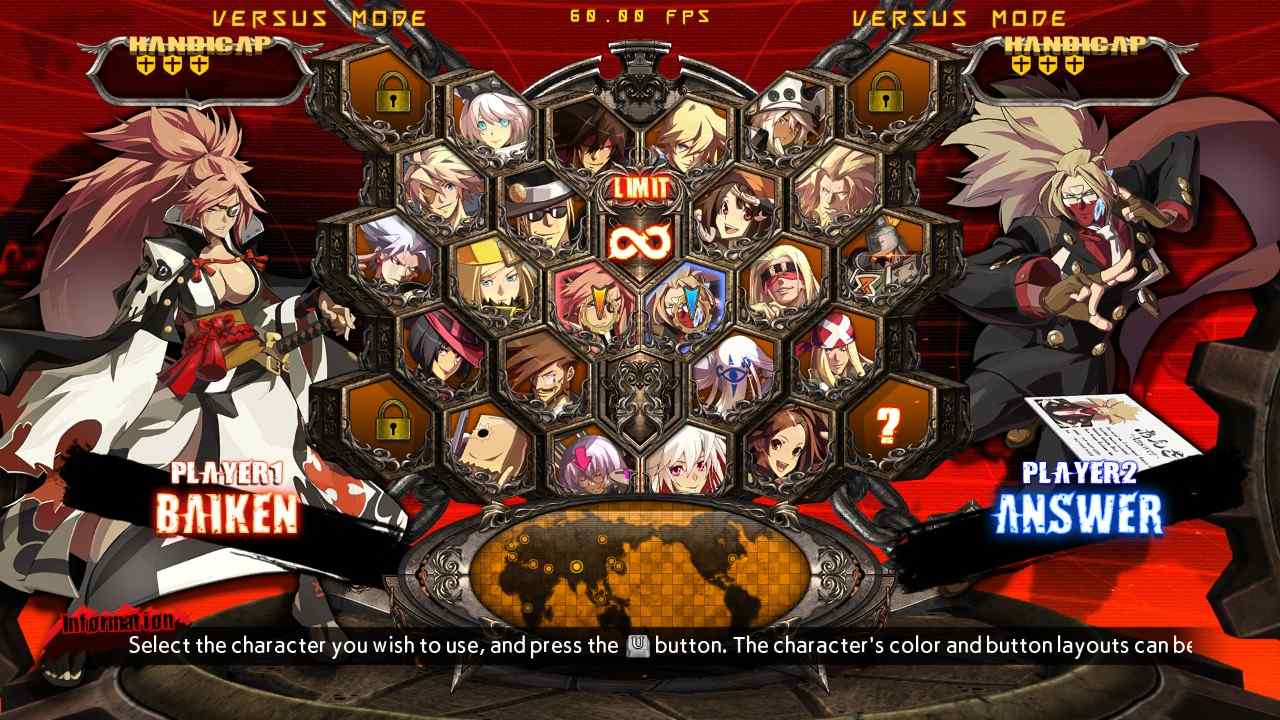 VERSUS MODE
60.00 FPS
VERSUS MODE
HANDICAP
HANDICAP
LIMIT
∞
?
PLAYER1
BAIKEN
PLAYER2
ANSWER
Information
Select the character you wish to use, and press the U button. The character's color and button layouts can be